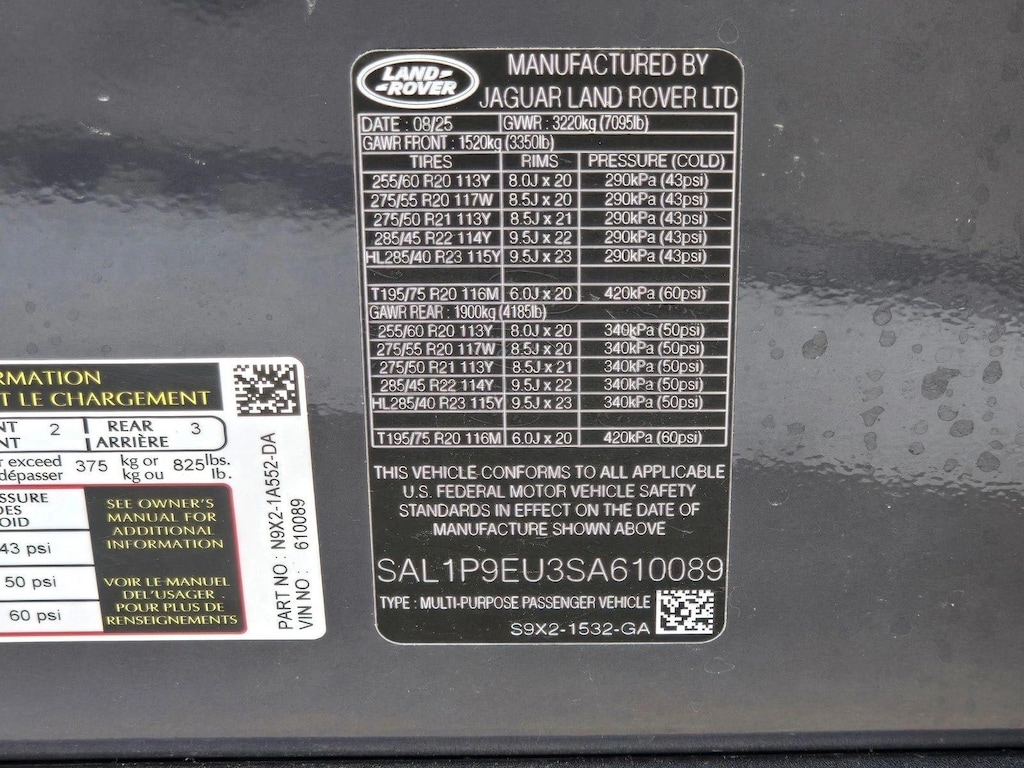 LAND-
-ROVER
MANUFACTURED BY
JAGUAR LAND ROVER LTD
DATE : 08/25 GVWR : 3220kg (7095lb)
GAWR FRONT : 1520kg (3350lb)
TIRES RIMS PRESSURE (COLD)
255/60 R20 113Y 8.0J x 20 290kPa (43psi)
275/55 R20 117W 8.5J x 20 290kPa (43psi)
275/50 R21 113Y 8.5J x 21 290kPa (43psi)
285/45 R22 114Y 9.5J x 22 290kPa (43psi)
HL285/40 R23 115Y 9.5J x 23 290kPa (43psi)
T195/75 R20 116M 6.0J x 20 420kPa (60psi)
GAWR REAR : 1900kg (4185lb)
255/60 R20 113Y 8.0J x 20 340kPa (50psi)
275/55 R20 117W 8.5J x 20 340kPa (50psi)
275/50 R21 113Y 8.5J x 21 340kPa (50psi)
285/45 R22 114Y 9.5J x 22 340kPa (50psi)
HL285/40 R23 115Y 9.5J x 23 340kPa (50psi)
T195/75 R20 116M 6.0J x 20 420kPa (60psi)
THIS VEHICLE CONFORMS TO ALL APPLICABLE
U.S. FEDERAL MOTOR VEHICLE SAFETY
STANDARDS IN EFFECT ON THE DATE OF
MANUFACTURE SHOWN ABOVE
SAL1P9EU3SA610089
TYPE : MULTI-PURPOSE PASSENGER VEHICLE
S9X2-1532-GA
RMATION
T LE CHARGEMENT
NT 2 REAR 3
NT ARRIÈRE
r exceed 375 kg or 825 lbs.
dépasser kg ou lb.
SSURE
DES
OID
43 psi
50 psi
60 psi
SEE OWNER'S
MANUAL FOR
ADDITIONAL
INFORMATION
VOIR LE MANUEL
DEL'USAGER
POUR PLUS DE
RENSEIGNEMENTS
PART NO : N9X2-1A552-DA
VIN NO : 610089